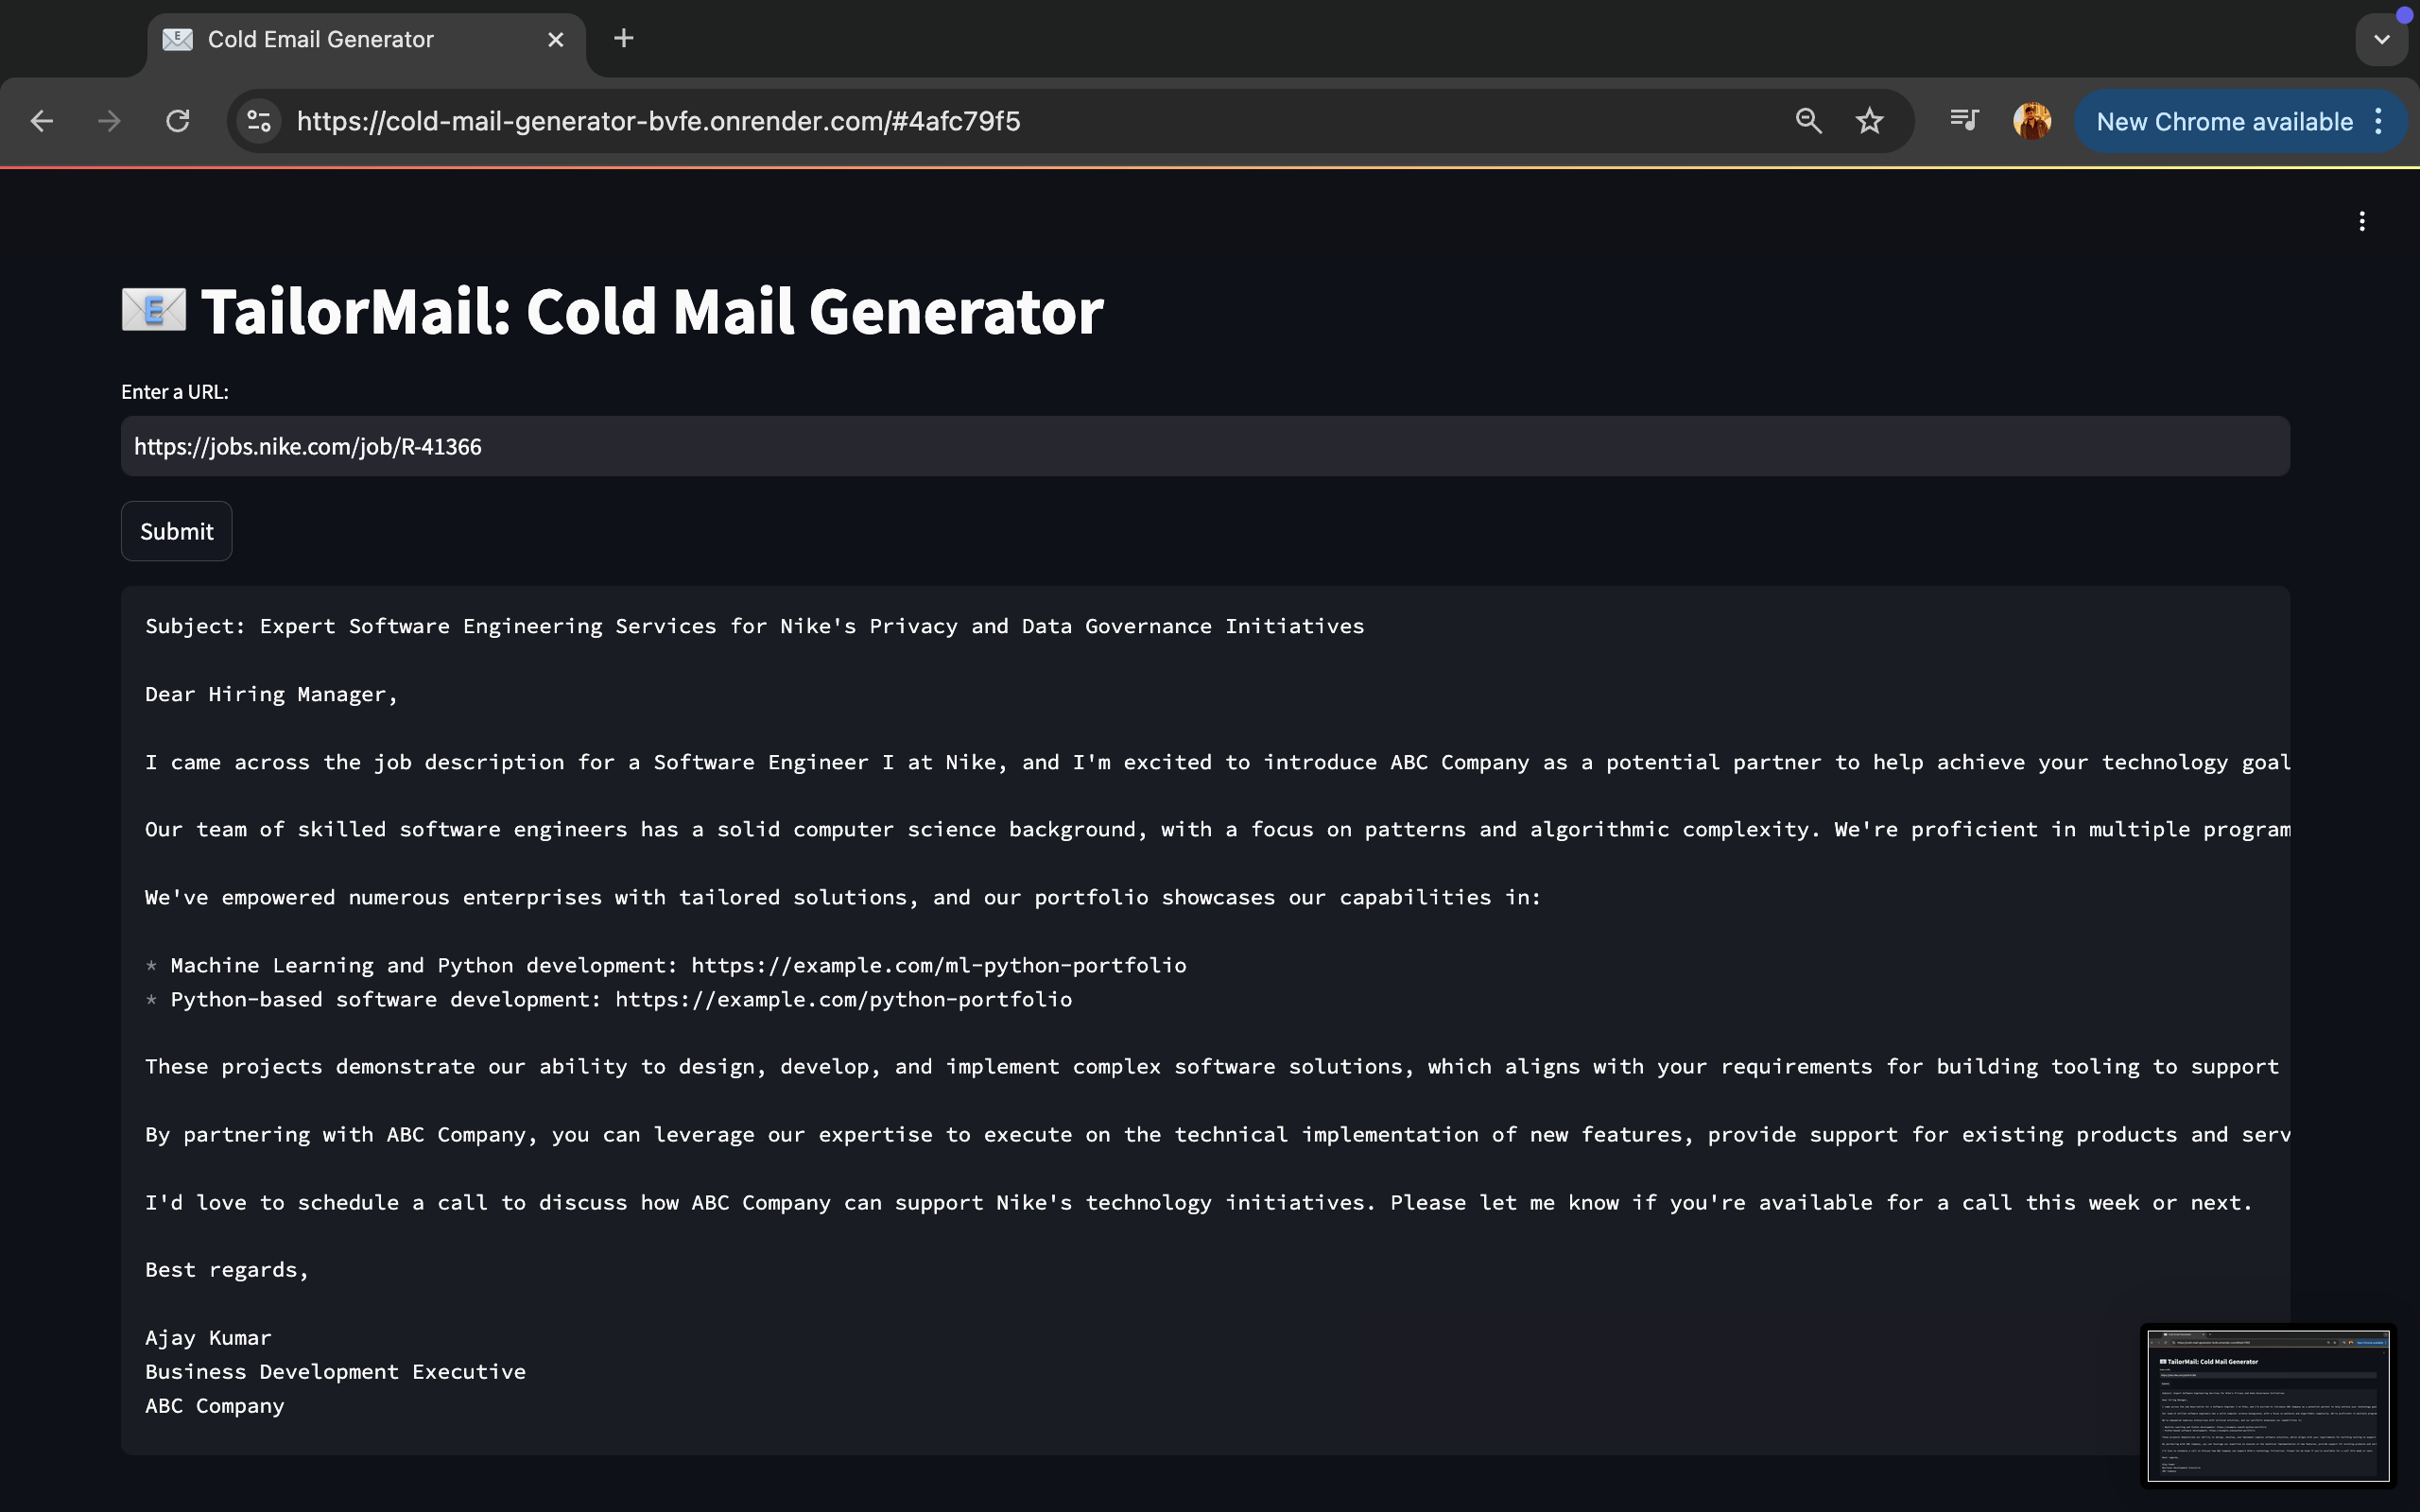 Cold Email Generator
https://cold-mail-generator-bvfe.onrender.com/#4afc79f5
New Chrome available
E TailorMail: Cold Mail Generator
Enter a URL:
https://jobs.nike.com/job/R-41366
Submit
Subject: Expert Software Engineering Services for Nike's Privacy and Data Governance Initiatives
Dear Hiring Manager,
I came across the job description for a Software Engineer I at Nike, and I'm excited to introduce ABC Company as a potential partner to help achieve your technology goal
Our team of skilled software engineers has a solid computer science background, with a focus on patterns and algorithmic complexity. We're proficient in multiple program
We've empowered numerous enterprises with tailored solutions, and our portfolio showcases our capabilities in:
* Machine Learning and Python development: https://example.com/ml-python-portfolio
* Python-based software development: https://example.com/python-portfolio
These projects demonstrate our ability to design, develop, and implement complex software solutions, which aligns with your requirements for building tooling to support
By partnering with ABC Company, you can leverage our expertise to execute on the technical implementation of new features, provide support for existing products and serv
I'd love to schedule a call to discuss how ABC Company can support Nike's technology initiatives. Please let me know if you're available for a call this week or next.
Best regards,
Ajay Kumar
Business Development Executive
ABC Company
TailorMail: Cold Mail Generator